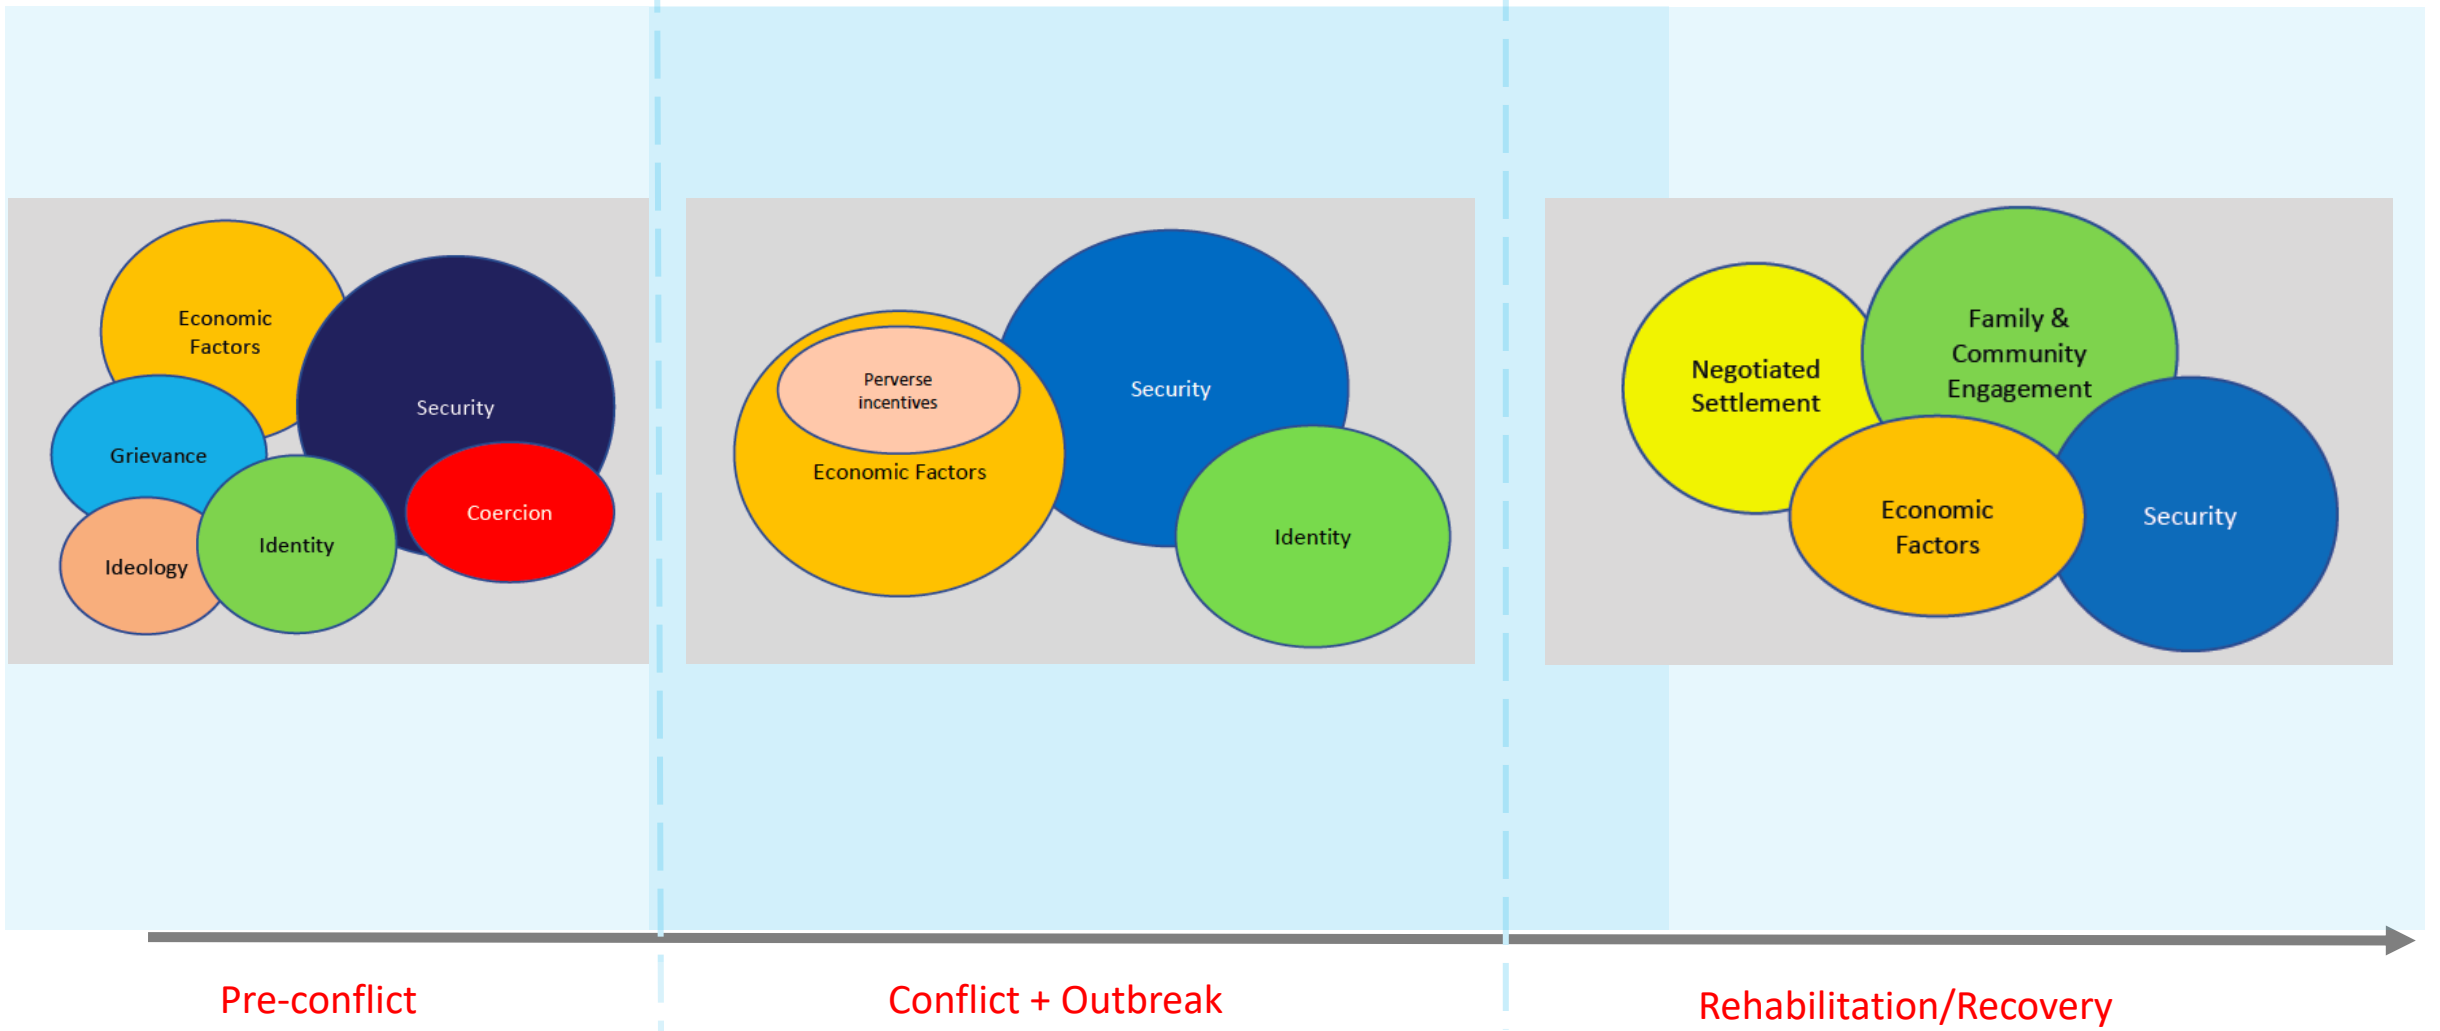 Economic
Factors
Security
Grievance
Coercion
Identity
Ideology
Perverse
incentives
Security
Economic Factors
Identity
Family &
Community
Engagement
Negotiated
Settlement
Economic
Factors
Security
Pre-conflict
Conflict + Outbreak
Rehabilitation/Recovery